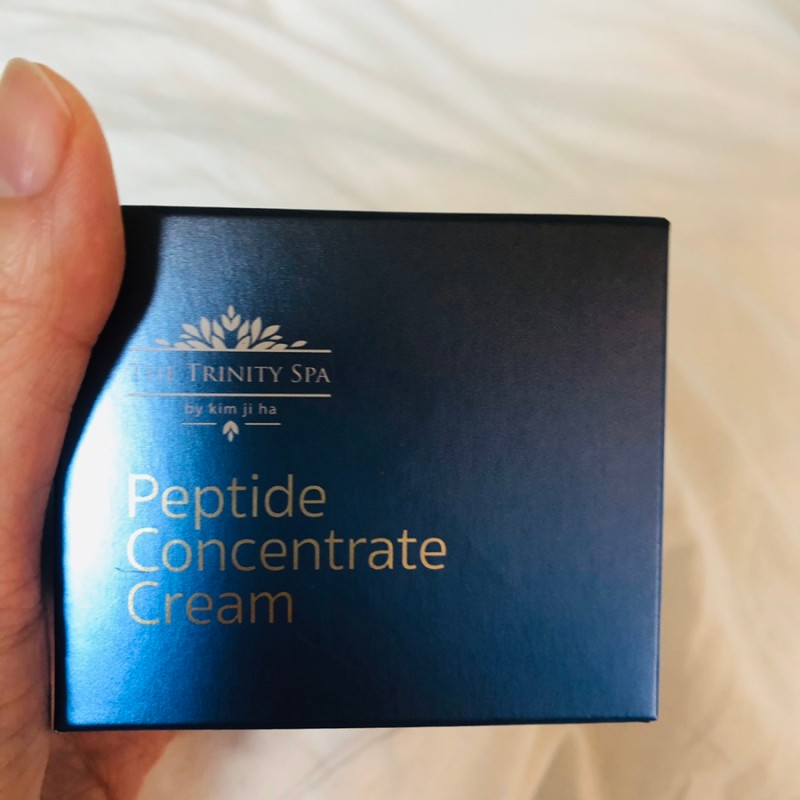 THE TRINITY SPA
by kim ji ha
Peptide
Concentrate
Cream